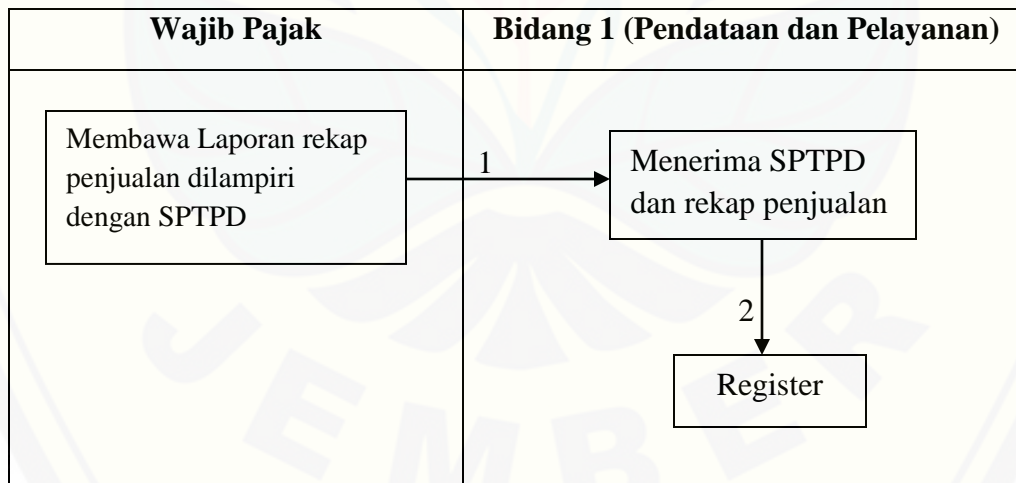 Wajib Pajak
Bidang 1 (Pendataan dan Pelayanan)
Membawa Laporan rekap
penjualan dilampiri
dengan SPTPD
1
Menerima SPTPD
dan rekap penjualan
2
Register
JEMBER